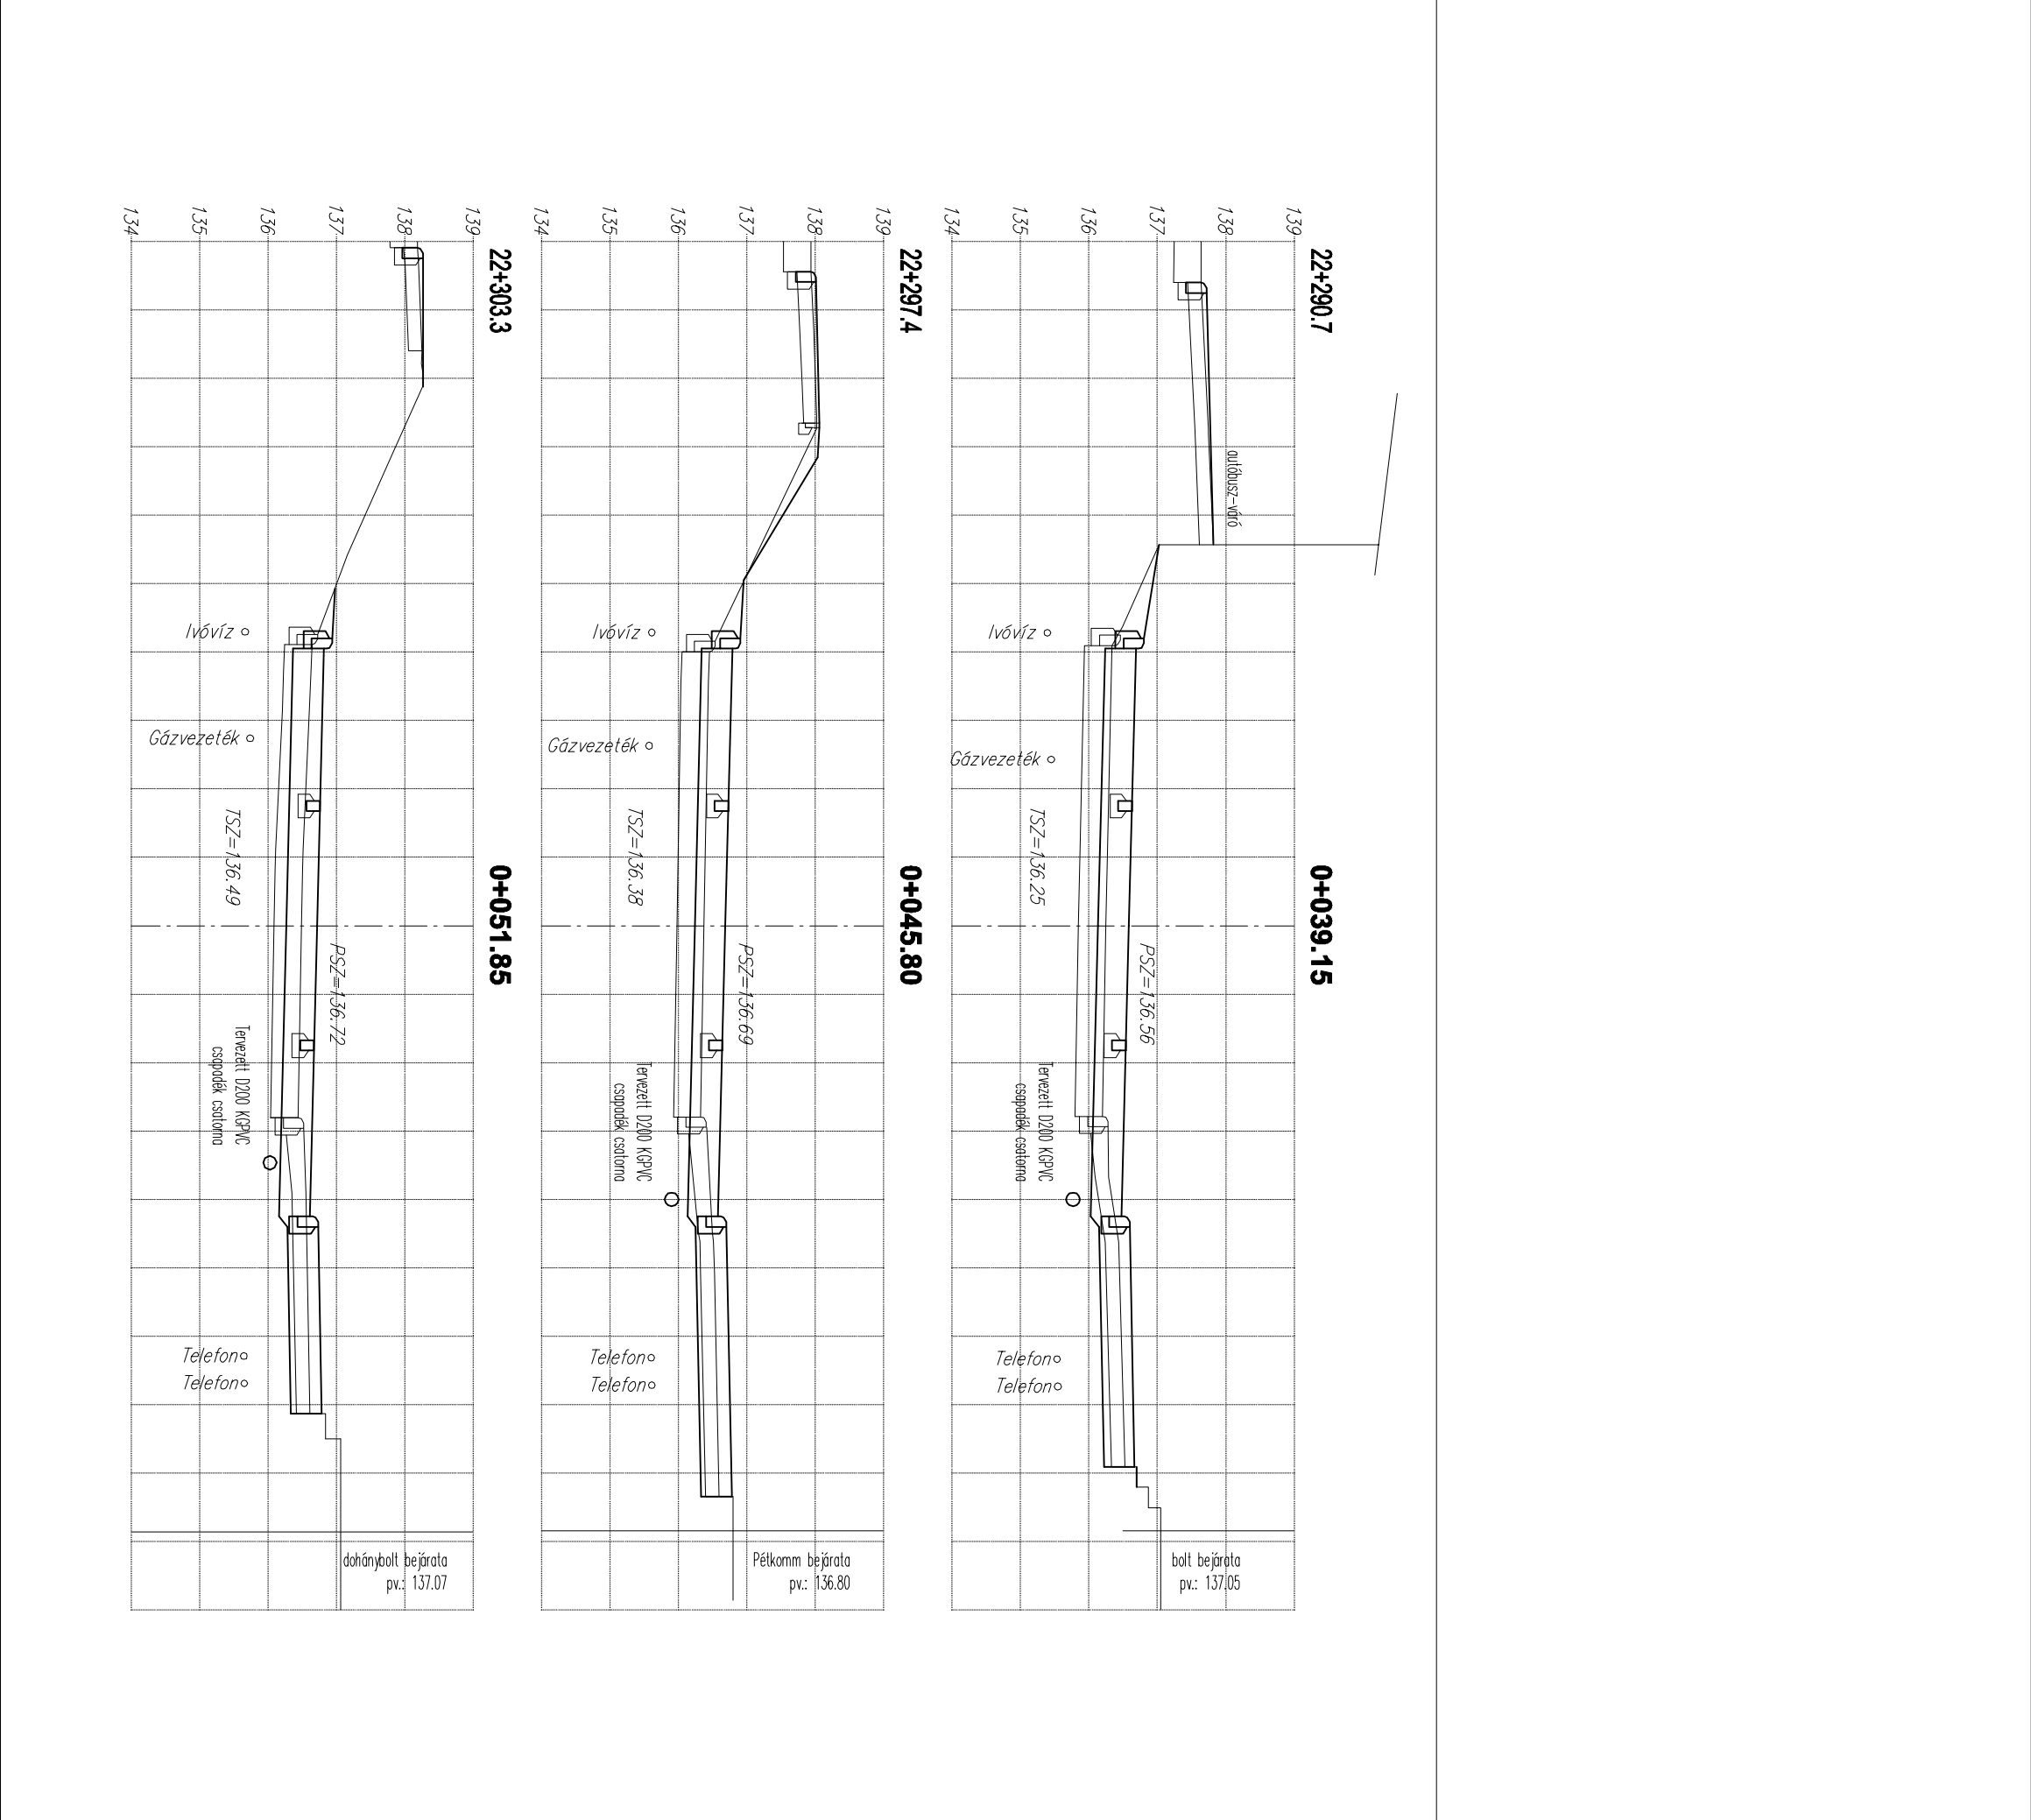 22+290.7
0+039.15
139
138
137
136
135
134
autóbusz-váró
Ivóvíz
Gázvezeték
TSZ=136.25
PSZ=136.56
Tervezett D200 KGPVC
csapadék csatorna
Telefon
Telefon
bolt bejárata
pv.: 137.05
22+297.4
0+045.80
139
138
137
136
135
134
Ivóvíz
Gázvezeték
TSZ=136.38
PSZ=136.69
Tervezett D200 KGPVC
csapadék csatorna
Telefon
Telefon
Pétkomm bejárata
pv.: 136.80
22+303.3
0+051.85
139
138
137
136
135
134
Ivóvíz
Gázvezeték
TSZ=136.49
PSZ=136.72
Tervezett D200 KGPVC
csapadék csatorna
Telefon
Telefon
dohánybolt bejárata
pv.: 137.07